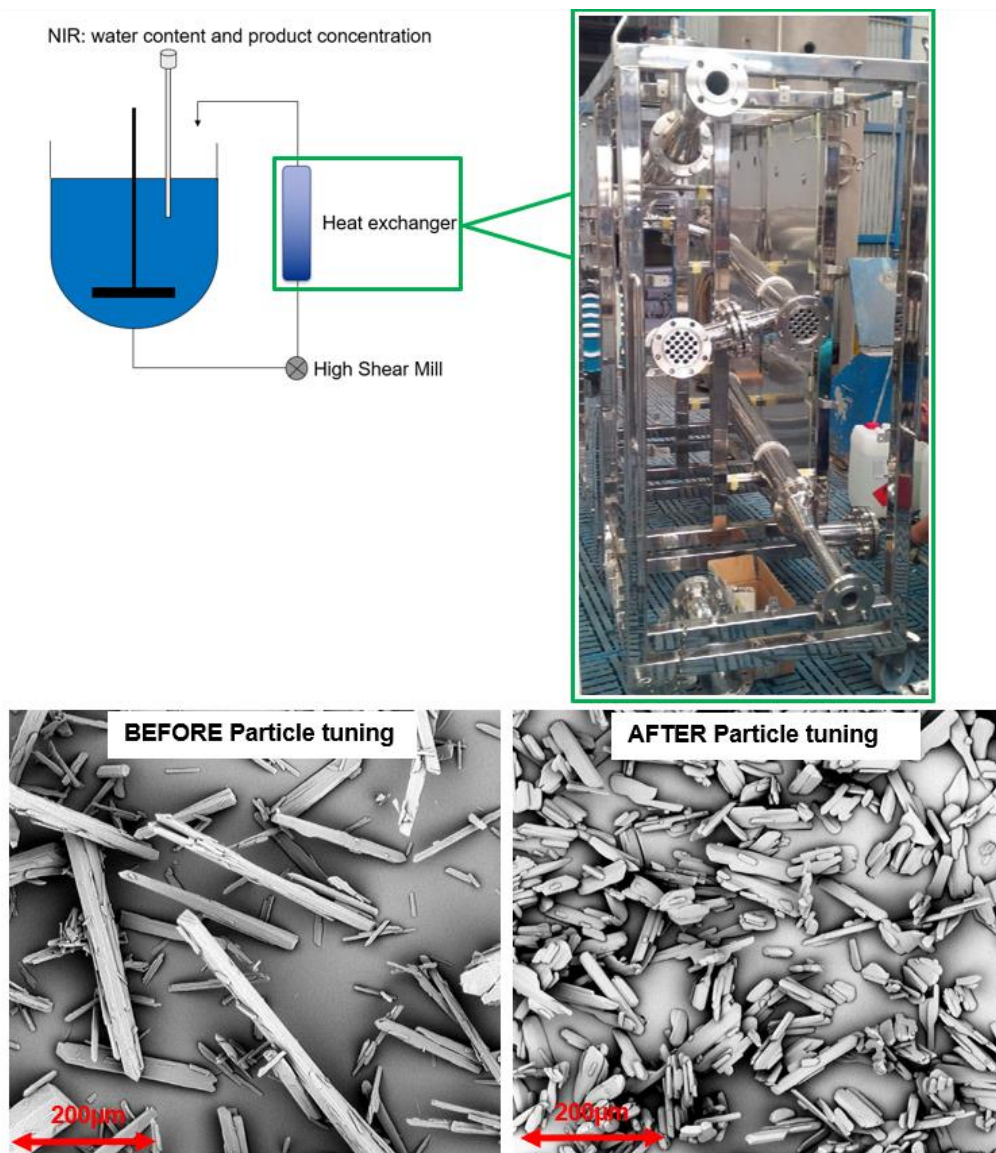 NIR: water content and product concentration
Heat exchanger
High Shear Mill
BEFORE Particle tuning
AFTER Particle tuning
200µm
200µm